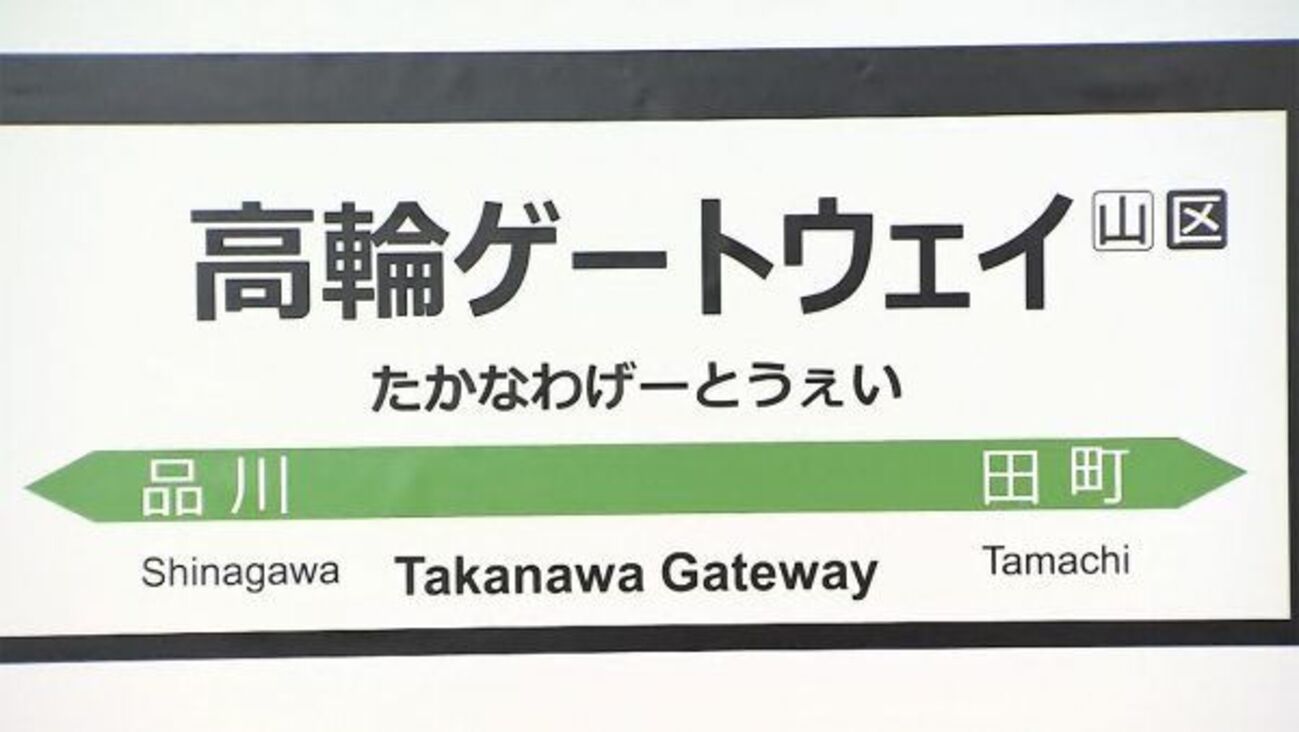 高輪ゲートウェイ 山 区
たかなわげーとうぇい
品川 田町
Shinagawa Takanawa Gateway Tamachi